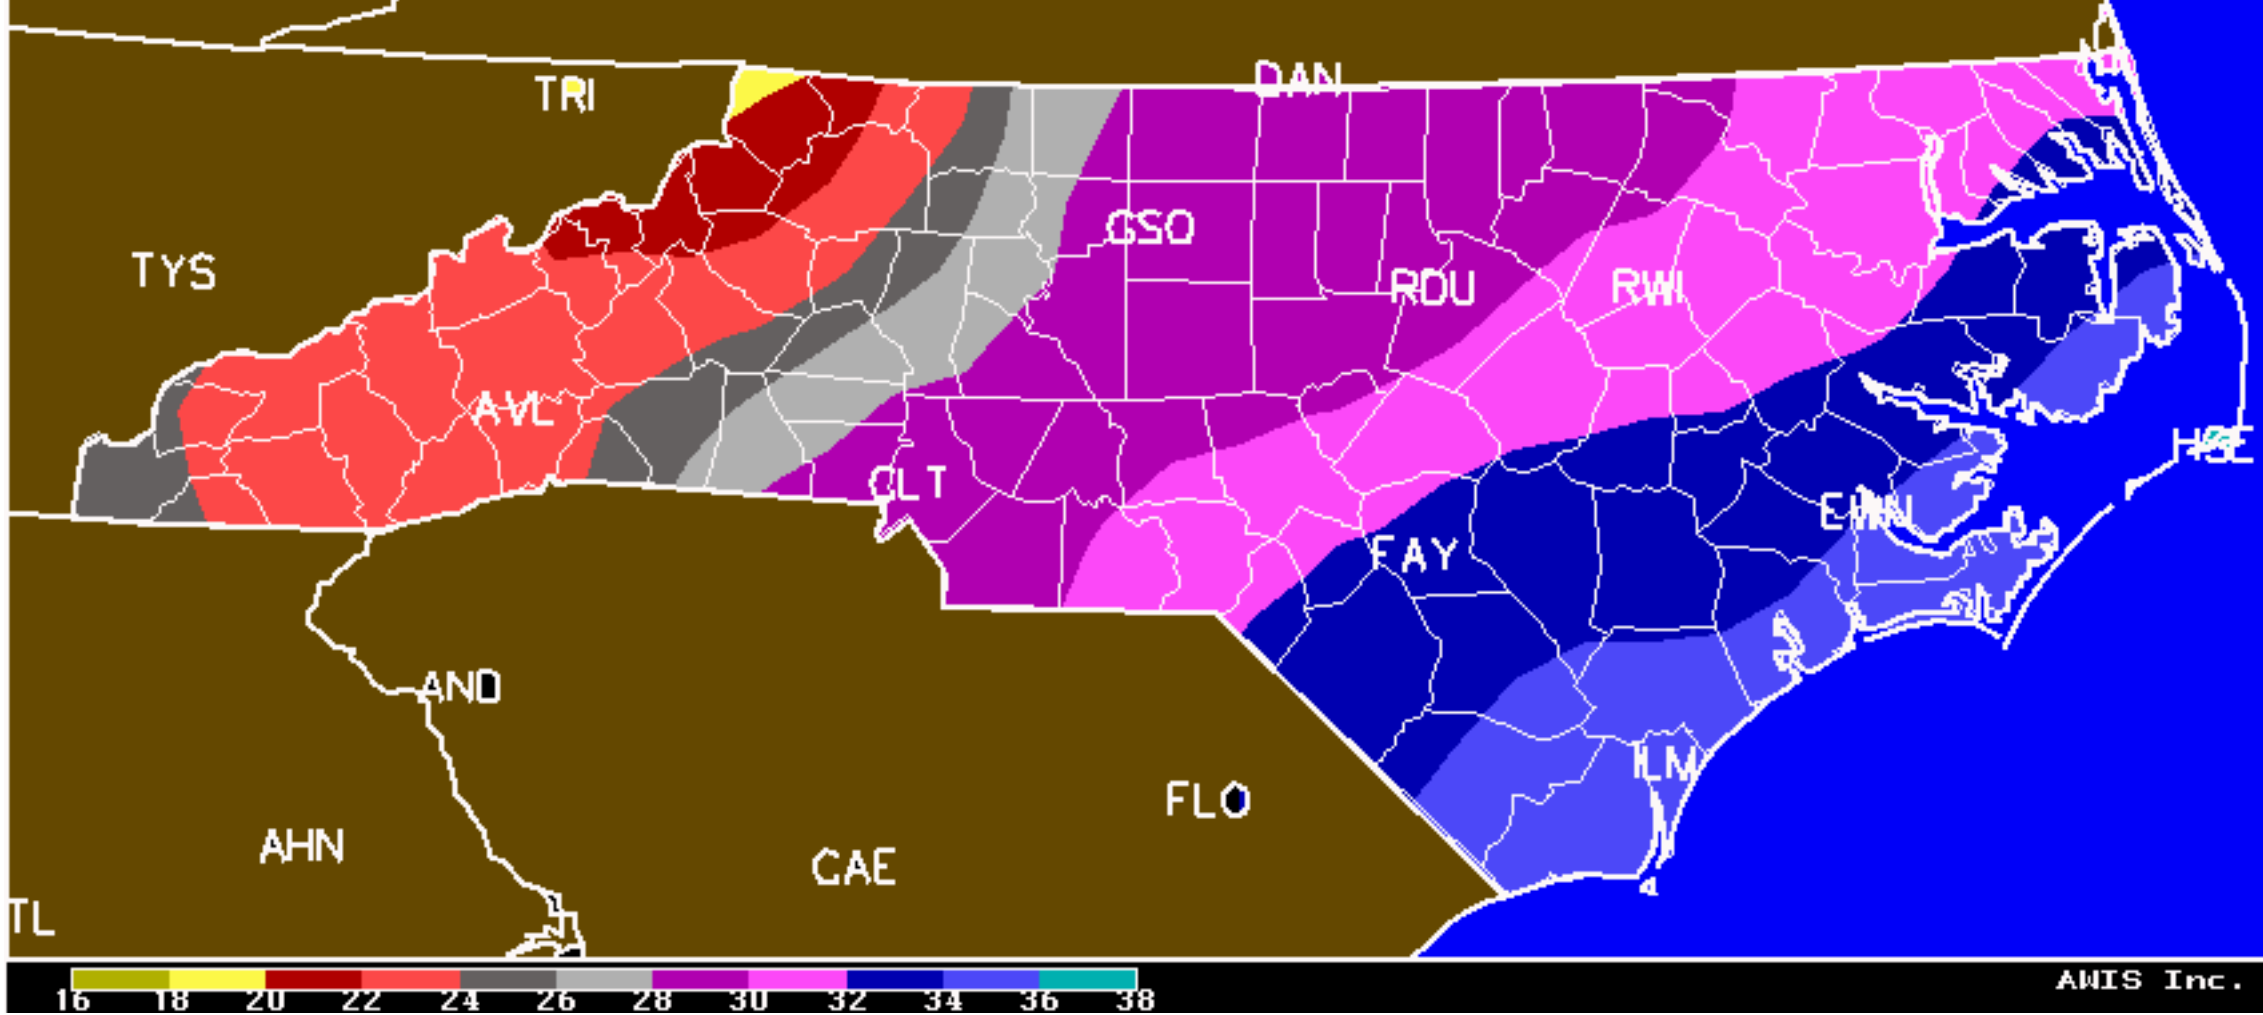 DAN
TRI
GSO
TYS
RDU
RWI
AVL
HSE
CLT
EWN
FAY
AND
ILM
FLO
AHN
CAE
TL
16 18 20 22 24 26 28 30 32 34 36 38
AWIS Inc.